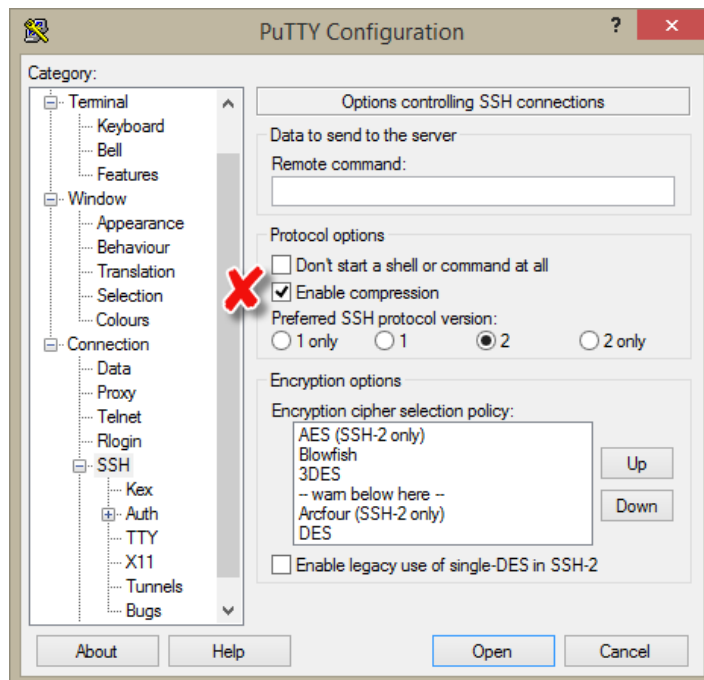 PuTTY Configuration
?
Category:
Terminal
Keyboard
Bell
Features
Window
Appearance
Behaviour
Translation
Selection
Colours
Connection
Data
Proxy
Telnet
Rlogin
SSH
Kex
Auth
TTY
X11
Tunnels
Bugs
Options controlling SSH connections
Data to send to the server
Remote command:
Protocol options
Don't start a shell or command at all
Enable compression
Preferred SSH protocol version:
1 only 1 2 2 only
Encryption options
Encryption cipher selection policy:
AES (SSH-2 only)
Blowfish
3DES
-- warn below here --
Arcfour (SSH-2 only)
DES
Up
Down
Enable legacy use of single-DES in SSH-2
About Help Open Cancel